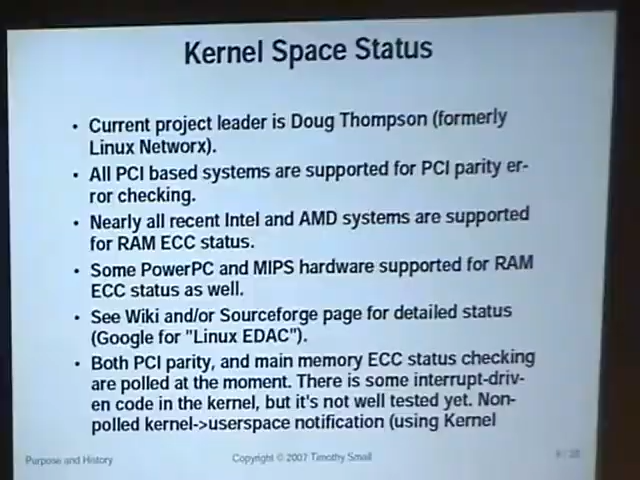 Kernel Space Status
• Current project leader is Doug Thompson (formerly
Linux Networx).
• All PCI based systems are supported for PCI parity er-
ror checking.
• Nearly all recent Intel and AMD systems are supported
for RAM ECC status.
• Some PowerPC and MIPS hardware supported for RAM
ECC status as well.
• See Wiki and/or Sourceforge page for detailed status
(Google for "Linux EDAC").
• Both PCI parity, and main memory ECC status checking
are polled at the moment. There is some interrupt-driv-
en code in the kernel, but it's not well tested yet. Non-
polled kernel->userspace notification (using Kernel
Purpose and History
Copyright © 2007 Timothy Small